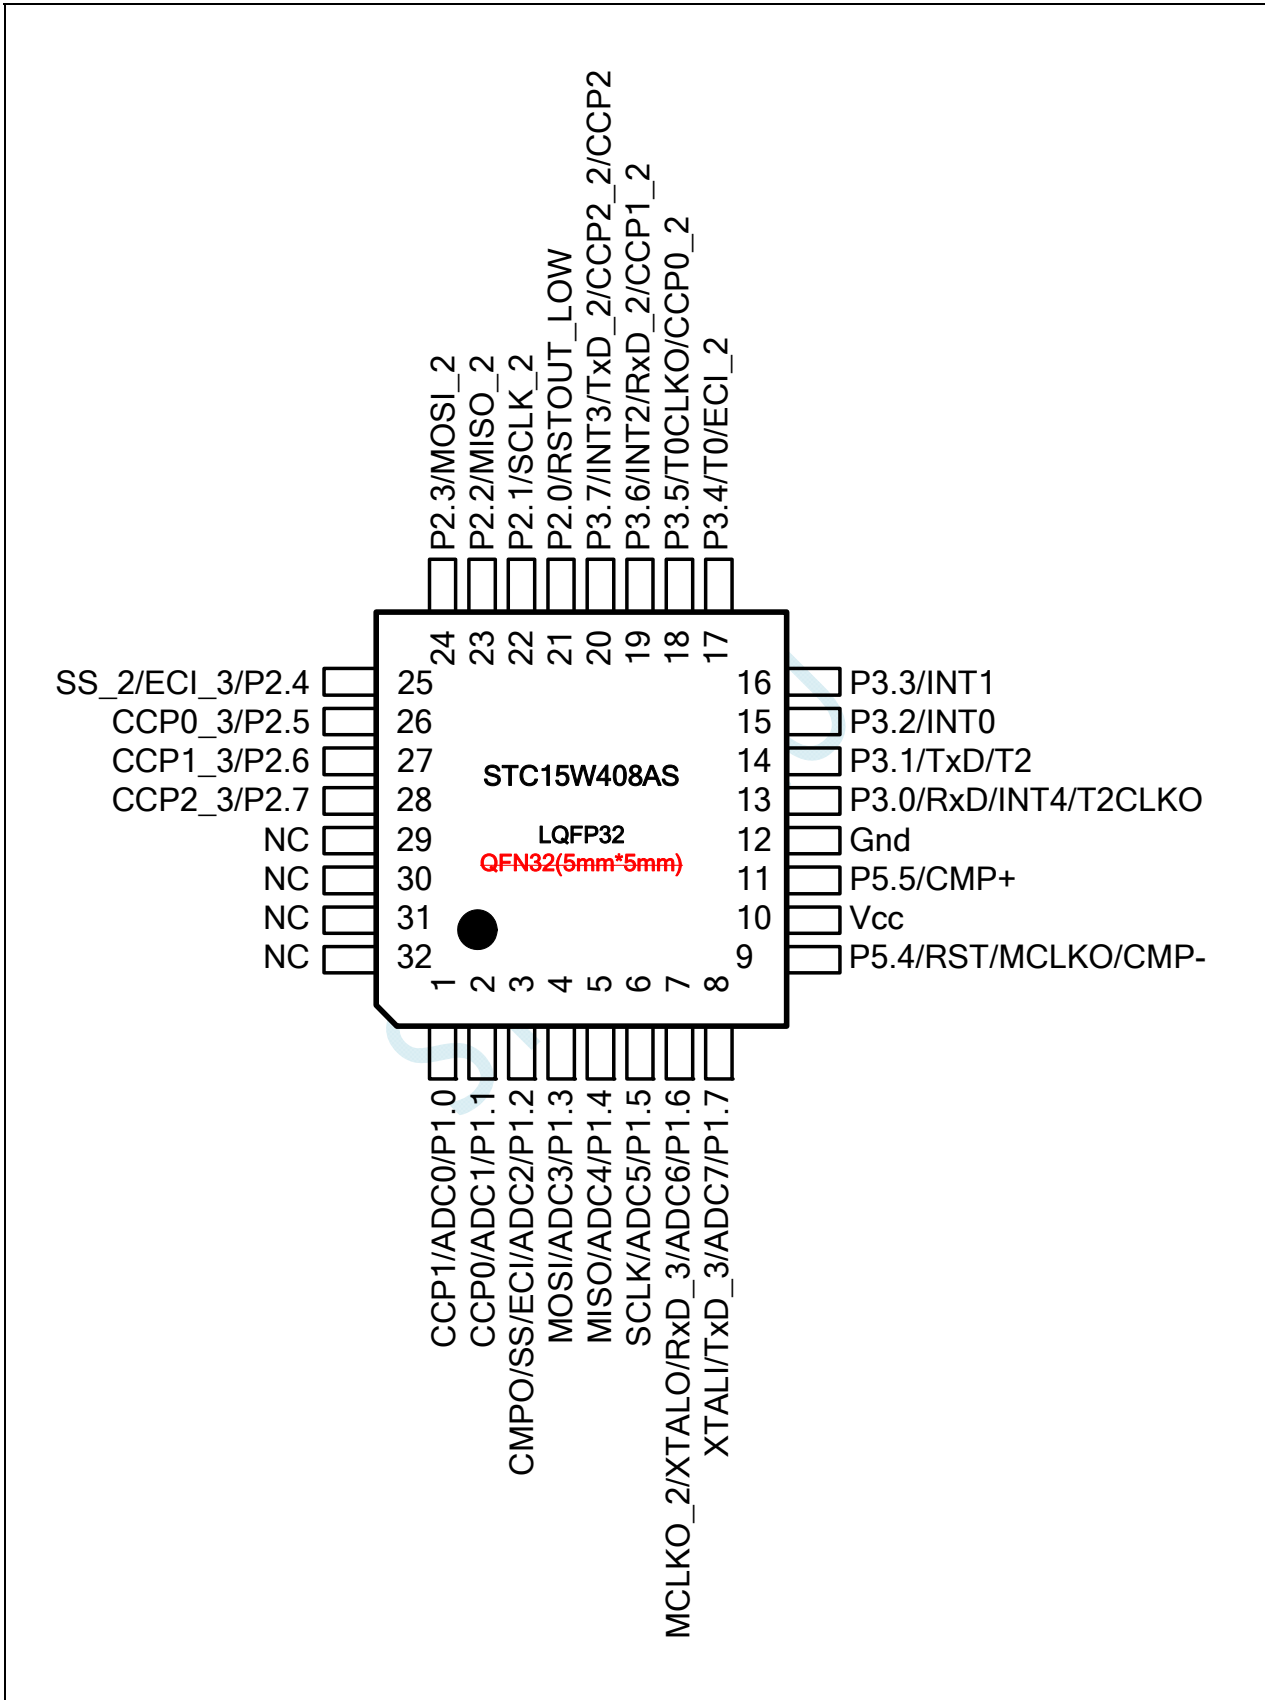 P2.3/MOSI_2
P2.2/MISO_2
P2.1/SCLK_2
P2.0/RSTOUT_LOW
P3.7/INT3/TxD_2/CCP2_2/CCP2
P3.6/INT2/RxD_2/CCP1_2
P3.5/T0CLKO/CCP0_2
P3.4/T0/ECI_2
24 23 22 21 20 19 18 17
SS_2/ECI_3/P2.4 25
CCP0_3/P2.5 26
CCP1_3/P2.6 27
CCP2_3/P2.7 28
NC 29
NC 30
NC 31
NC 32
STC15W408AS
LQFP32
QFN32(5mm*5mm)
16 P3.3/INT1
15 P3.2/INT0
14 P3.1/TxD/T2
13 P3.0/RxD/INT4/T2CLKO
12 Gnd
11 P5.5/CMP+
10 Vcc
9 P5.4/RST/MCLKO/CMP-
1 2 3 4 5 6 7 8
CCP1/ADC0/P1.0
CCP0/ADC1/P1.1
CMPO/SS/ECI/ADC2/P1.2
MOSI/ADC3/P1.3
MISO/ADC4/P1.4
SCLK/ADC5/P1.5
MCLKO_2/XTALO/RxD_3/ADC6/P1.6
XTALI/TxD_3/ADC7/P1.7